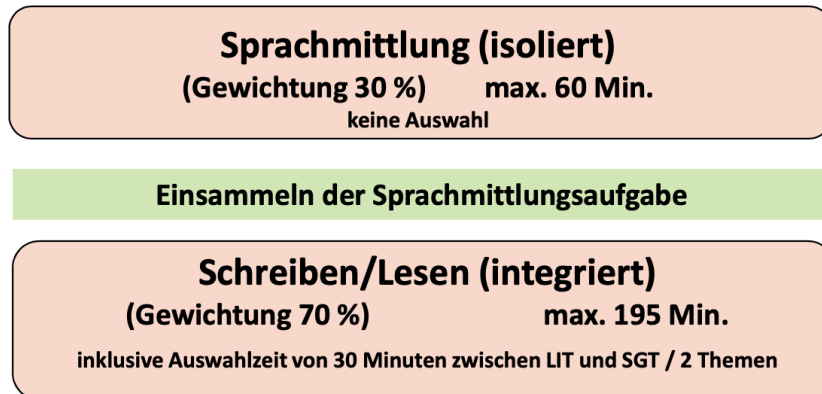 Sprachmittlung (isoliert)
(Gewichtung 30 %) max. 60 Min.
keine Auswahl
Einsammeln der Sprachmittlungsaufgabe
Schreiben/Lesen (integriert)
(Gewichtung 70 %) max. 195 Min.
inklusive Auswahlzeit von 30 Minuten zwischen LIT und SGT / 2 Themen